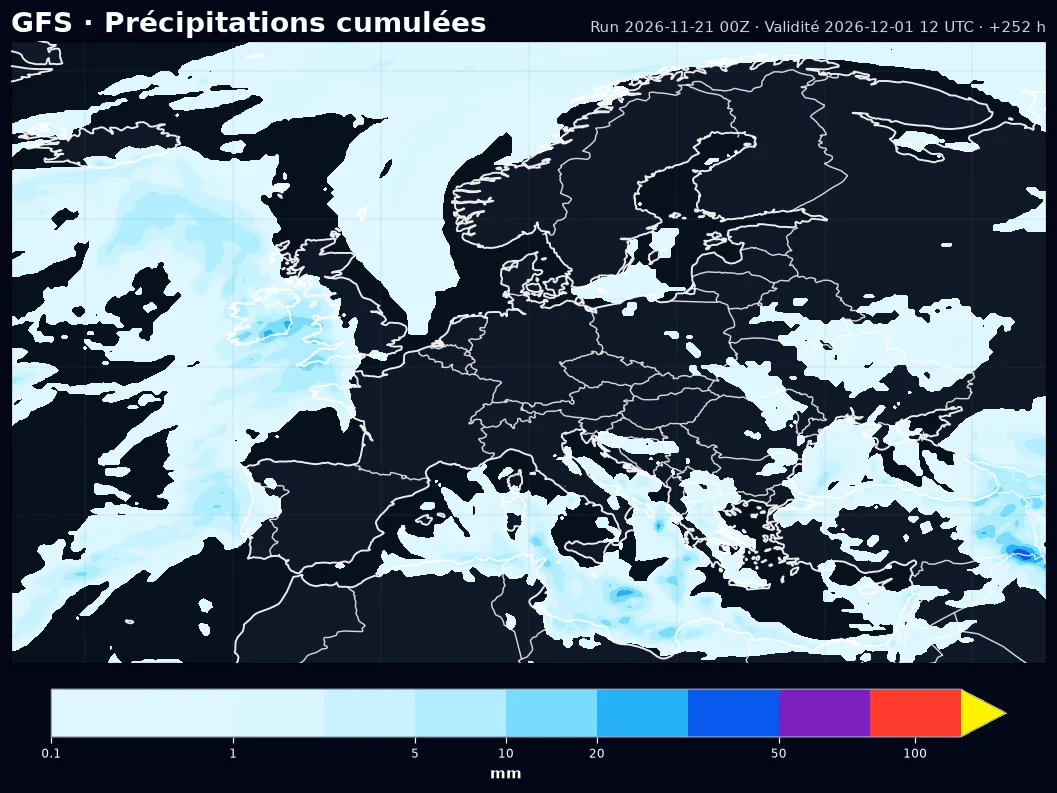 GFS · Précipitations cumulées
Run 2026-11-21 00Z · Validité 2026-12-01 12 UTC · +252 h
0.1 1 5 10 20 50 100
mm